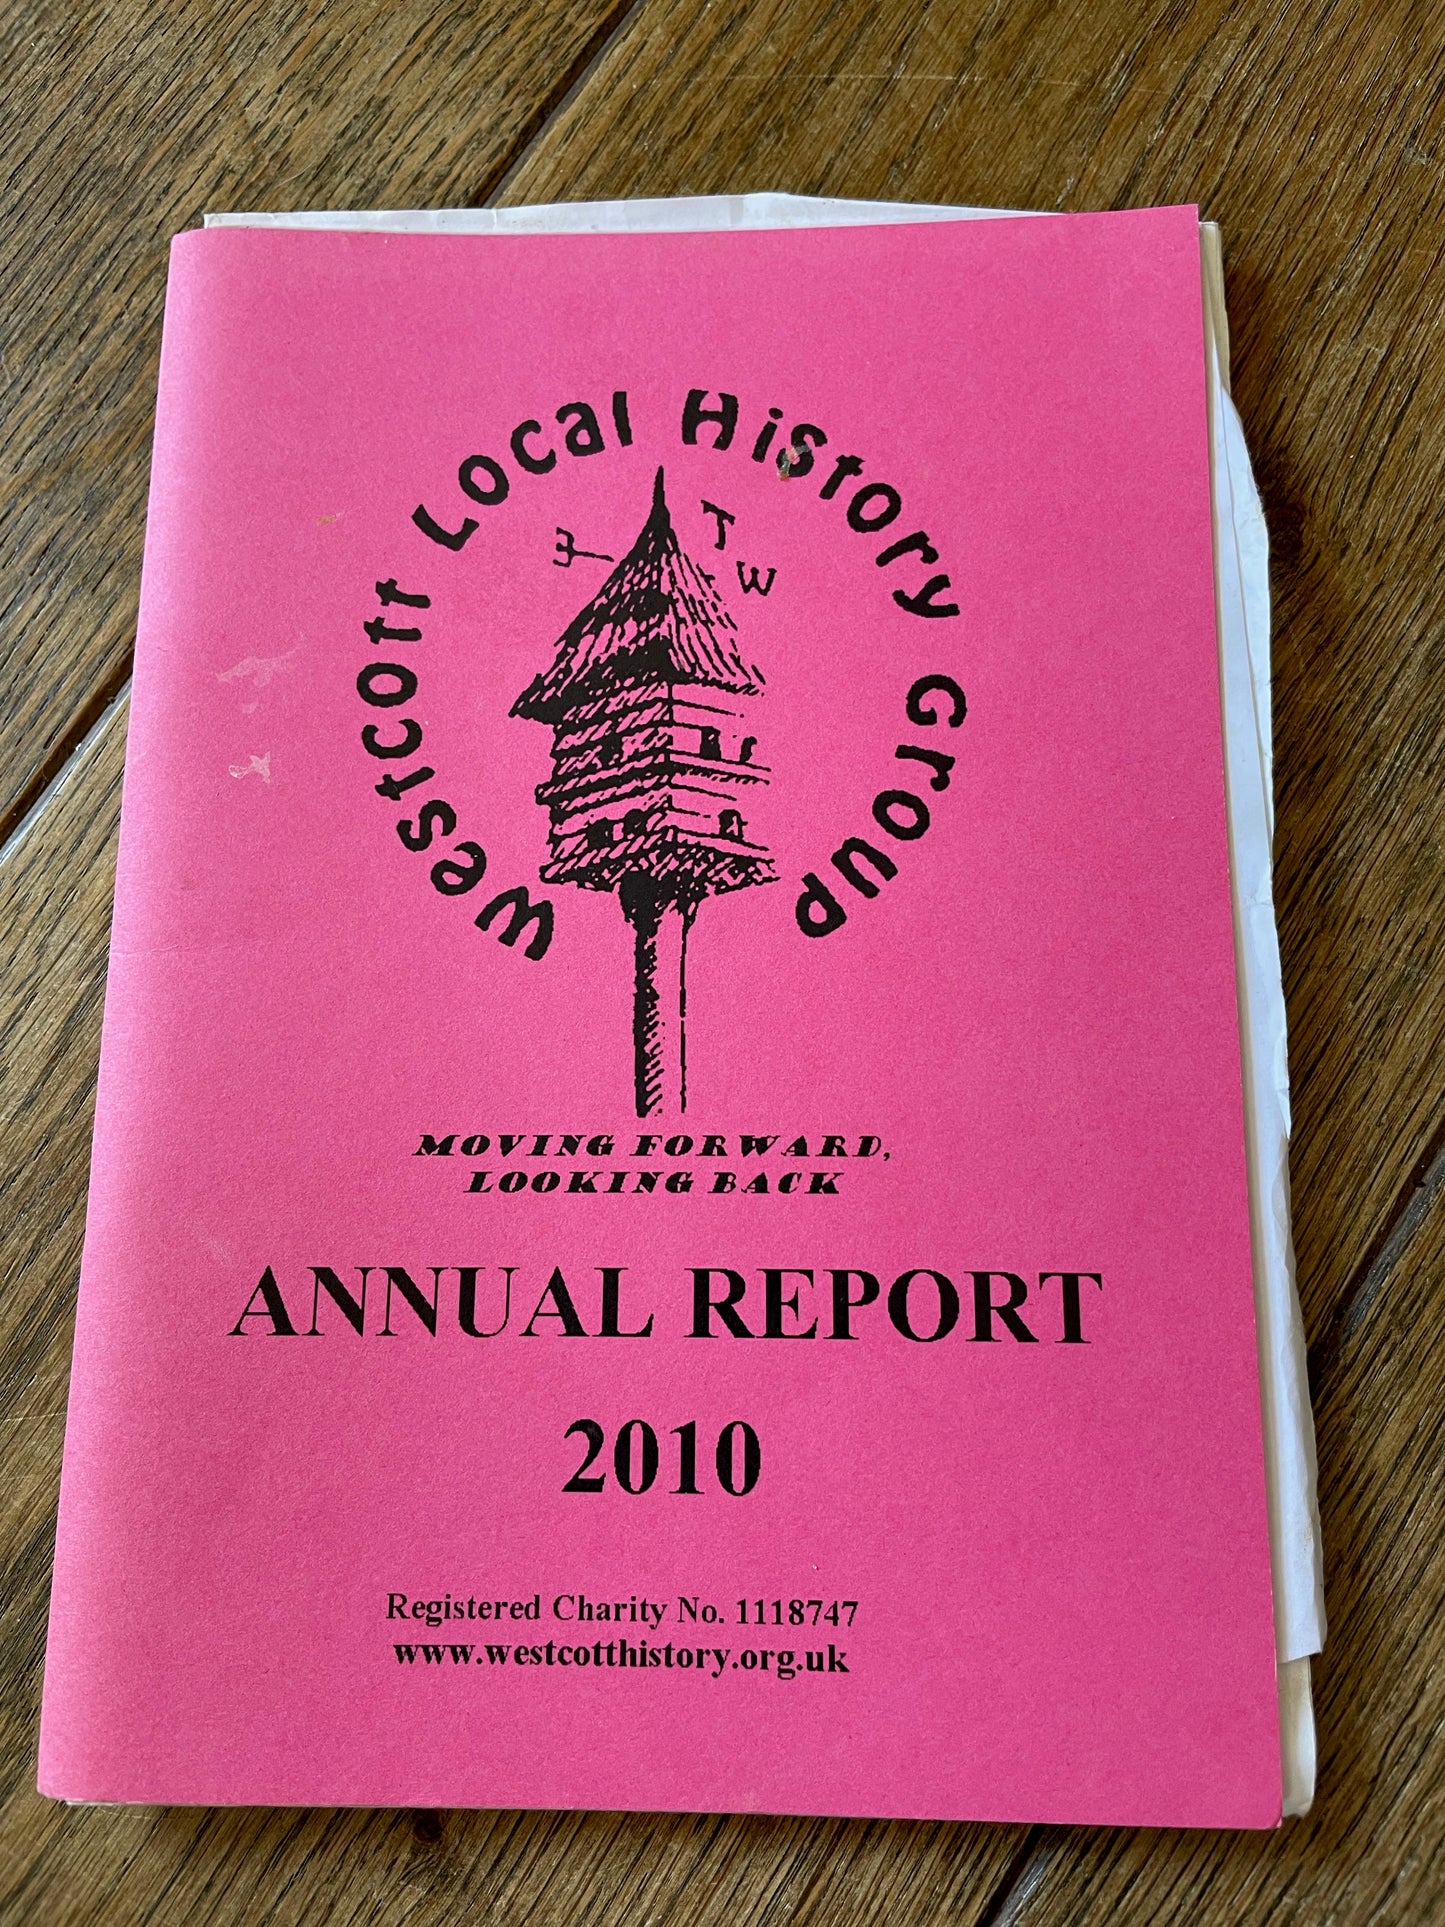 Westcott Local History Group
T
W
MOVING FORWARD,
LOOKING BACK
ANNUAL REPORT
2010
Registered Charity No. 1118747
www.westcotthistory.org.uk